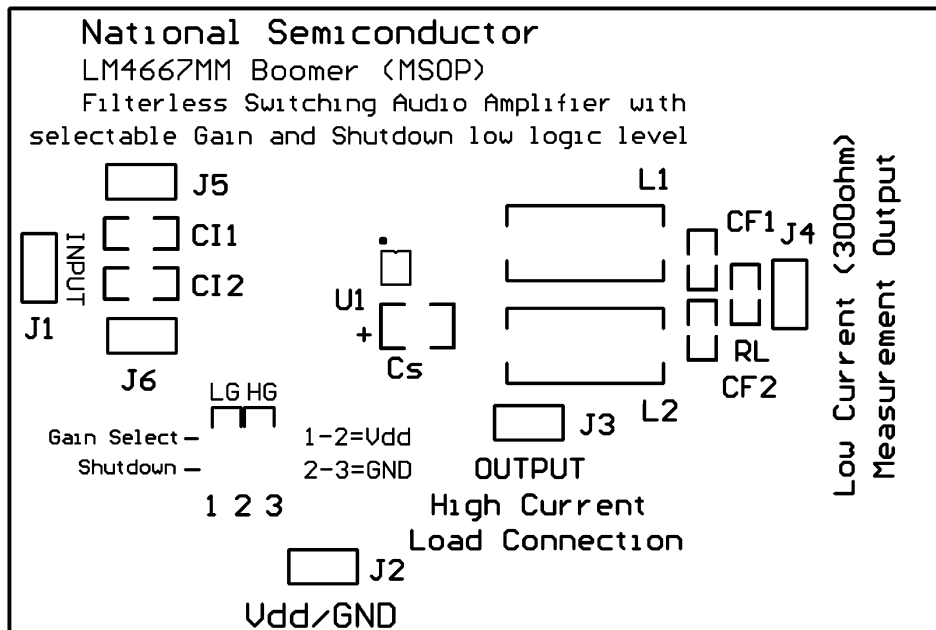 National Semiconductor
LM4667MM Boomer (MSOP)
Filterless Switching Audio Amplifier with
selectable Gain and Shutdown low logic level
J5
CI1
CI2
INPUT
J1
J6
U1
+
Cs
L1
L2
CF1
J4
RL
CF2
Low Current (300ohm)
Measurement Output
LG HG
Gain Select-
Shutdown -
1-2=Vdd
2-3=GND
1 2 3
J3
OUTPUT
High Current
Load Connection
J2
Vdd/GND